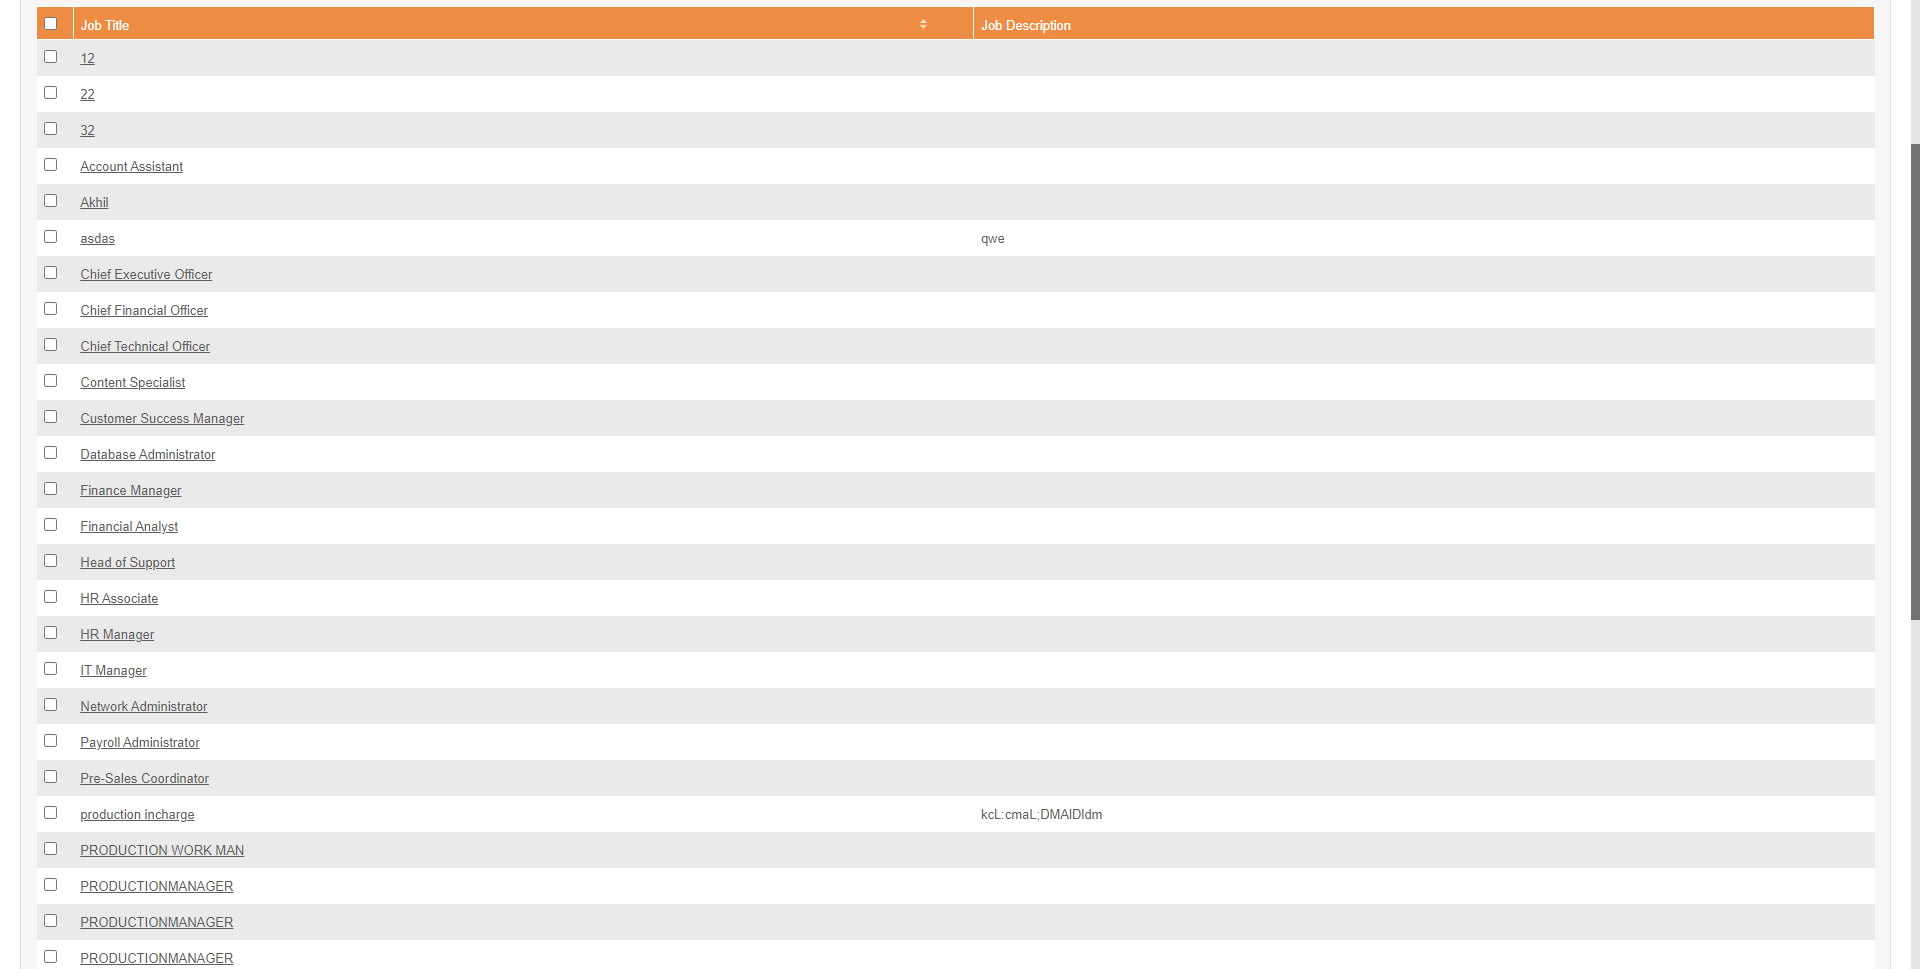 Job Title Job Description
12
22
32
Account Assistant
Akhil
asdas qwe
Chief Executive Officer
Chief Financial Officer
Chief Technical Officer
Content Specialist
Customer Success Manager
Database Administrator
Finance Manager
Financial Analyst
Head of Support
HR Associate
HR Manager
IT Manager
Network Administrator
Payroll Administrator
Pre-Sales Coordinator
production incharge kcL:cmaL;DMAlDldm
PRODUCTION WORK MAN
PRODUCTIONMANAGER
PRODUCTIONMANAGER
PRODUCTIONMANAGER